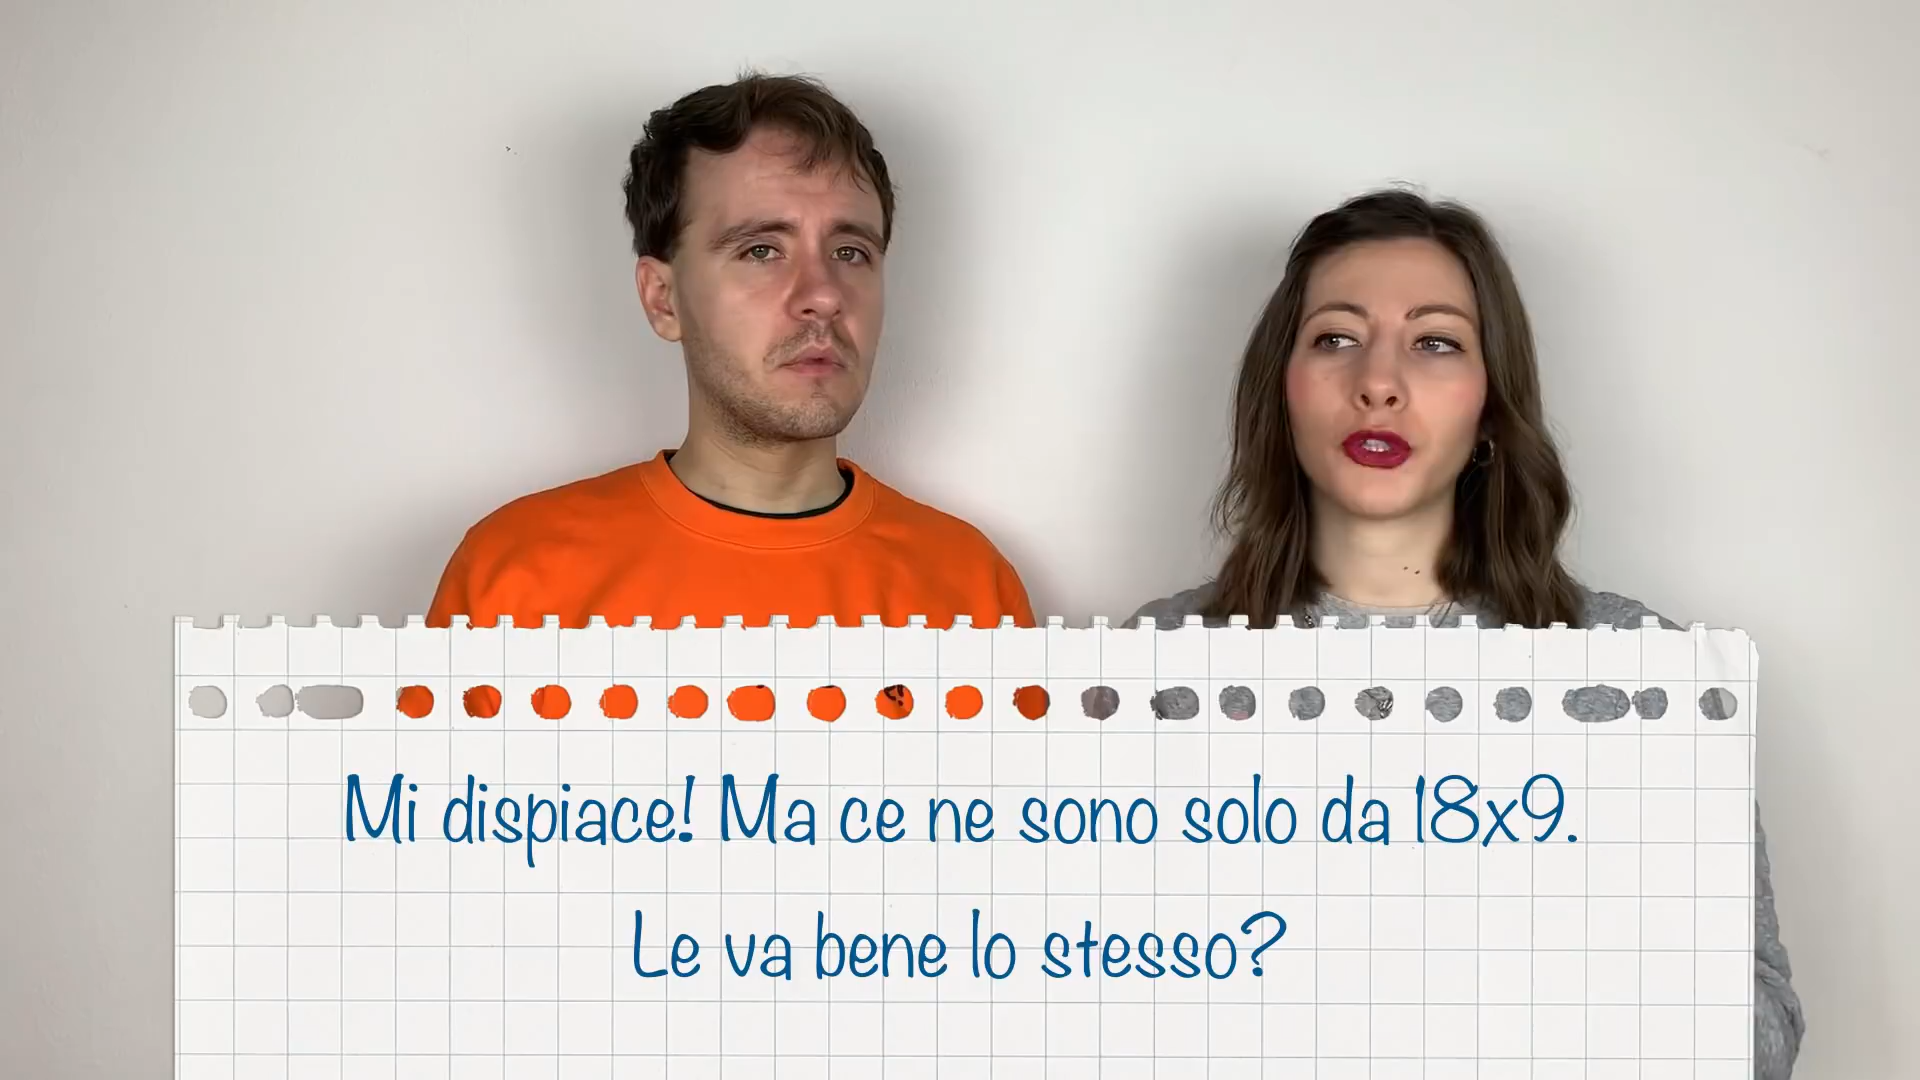 Mi dispiace! Ma ce ne sono solo da 18x9.
Le va bene lo stesso?